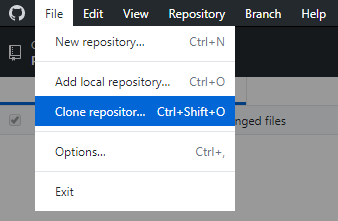 File Edit View Repository Branch Help
New repository... Ctrl+N
Add local repository... Ctrl+O
Clone repositor... Ctrl+Shift+O
nged files
Options... Ctrl+,
Exit